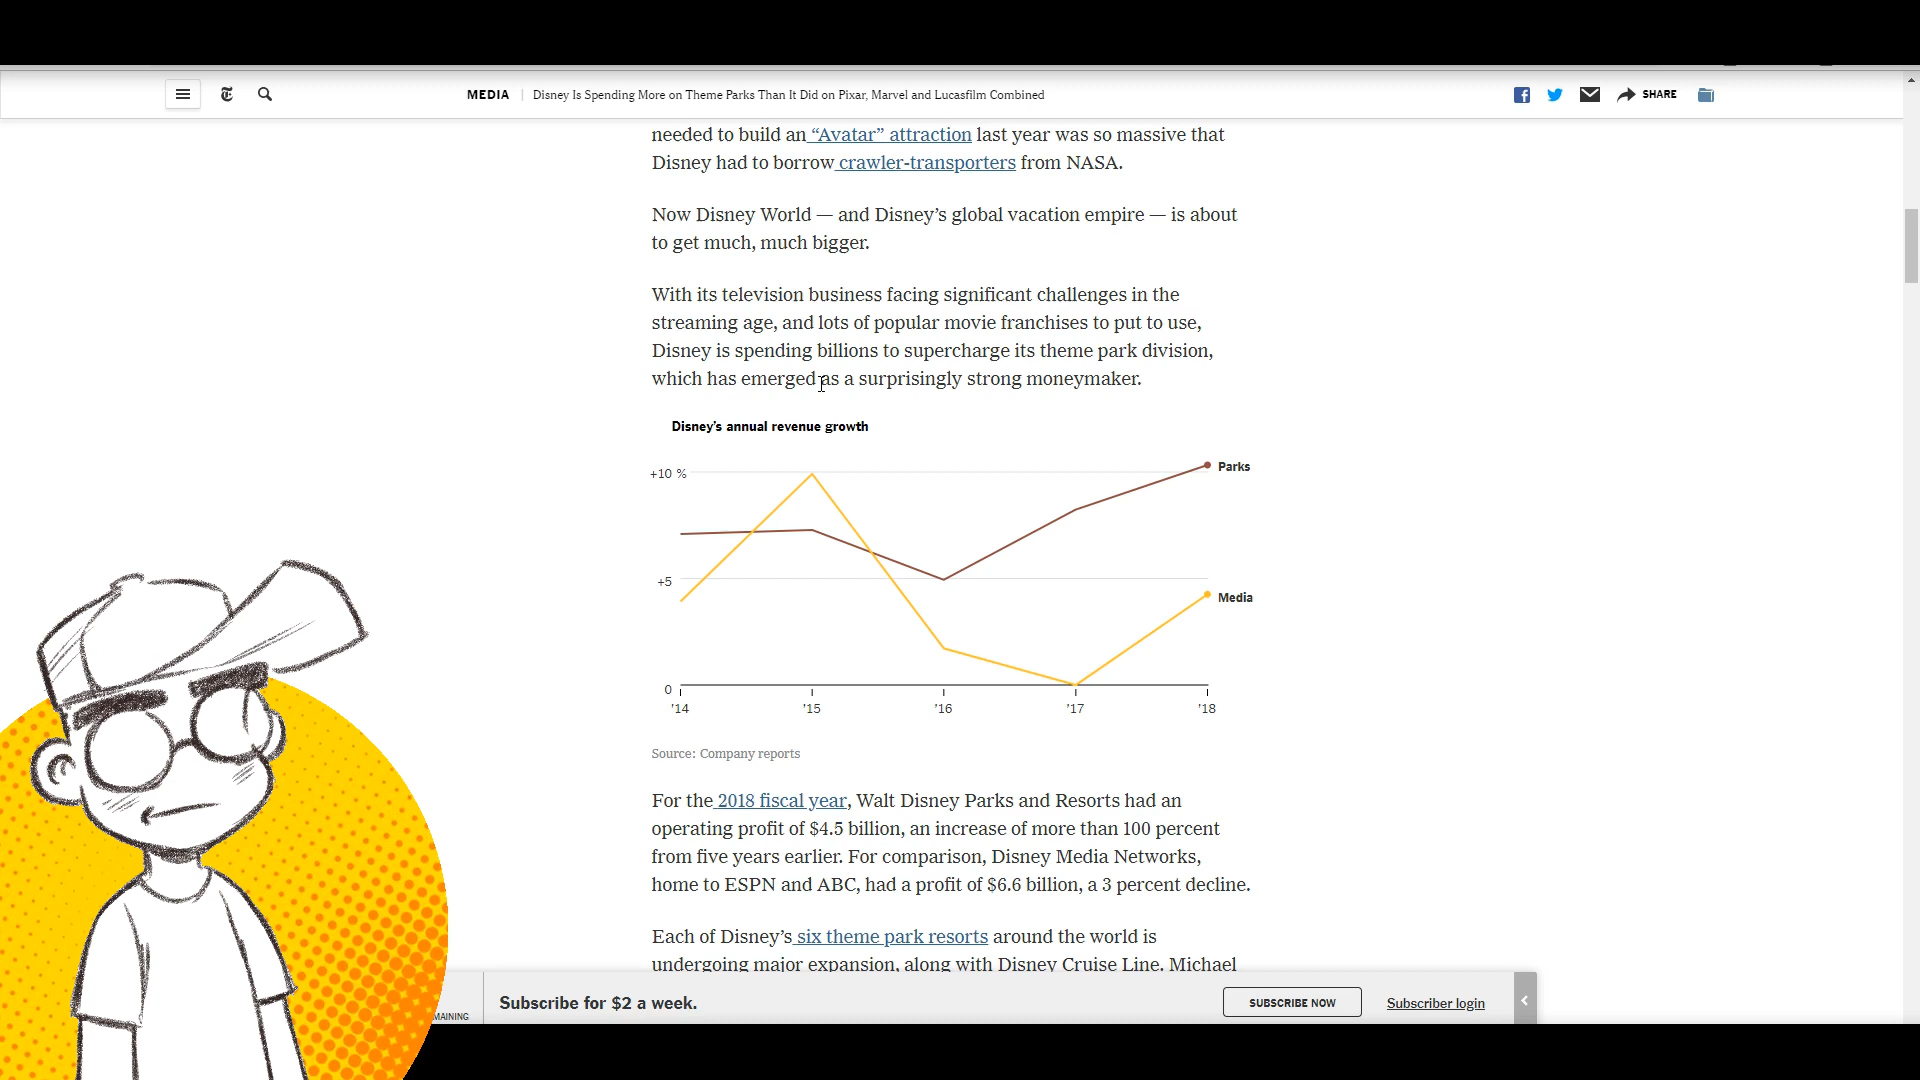 MEDIA | Disney Is Spending More on Theme Parks Than It Did on Pixar, Marvel and Lucasfilm Combined
SHARE
needed to build an “Avatar” attraction last year was so massive that
Disney had to borrow crawler-transporters from NASA.
Now Disney World — and Disney’s global vacation empire — is about
to get much, much bigger.
With its television business facing significant challenges in the
streaming age, and lots of popular movie franchises to put to use,
Disney is spending billions to supercharge its theme park division,
which has emerged as a surprisingly strong moneymaker.
Disney’s annual revenue growth
+10 %
Parks
+5
Media
0
’14 ’15 ’16 ’17 ’18
Source: Company reports
For the 2018 fiscal year, Walt Disney Parks and Resorts had an
operating profit of $4.5 billion, an increase of more than 100 percent
from five years earlier. For comparison, Disney Media Networks,
home to ESPN and ABC, had a profit of $6.6 billion, a 3 percent decline.
Each of Disney’s six theme park resorts around the world is
undergoing major expansion, along with Disney Cruise Line. Michael
Subscribe for $2 a week.
SUBSCRIBE NOW
Subscriber login